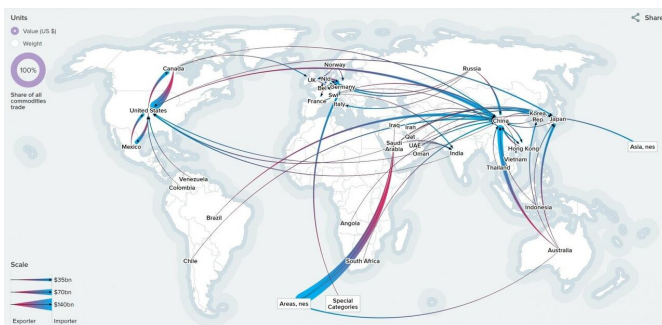 Units
Value (US $)
Weight
100%
Share of all
commodities
trade
Share
Canada
United States
Mexico
Venezuela
Colombia
Brazil
Chile
Norway
UK
Nld
Bel
Germany
Swi
France
Italy
Russia
Iraq
Iran
Qat
Saudi
Arabia
UAE
Oman
India
China
Korea
Rep.
Japan
Hong Kong
Vietnam
Thailand
Asia, nes
Indonesia
Australia
Angola
South Africa
Areas, nes
Special
Categories
Scale
$35bn
$70bn
$140bn
Exporter
Importer